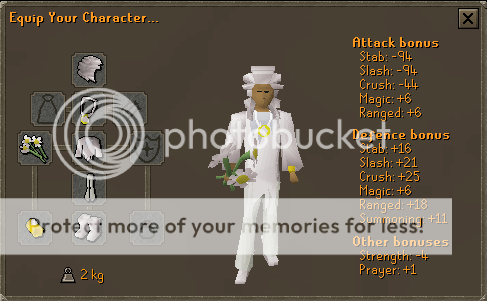 Equip Your Character...
Attack bonus
Stab: -94
Slash: -94
Crush: -44
Magic: +6
Ranged: +6
photobucket
Defence bonus
Stab: +16
Slash: +21
Crush: +25
Magic: +6
Ranged: +18
Protect more of your memories for less!
Summoning: +11
Other bonuses
Strength: -4
Prayer: +1
2 kg